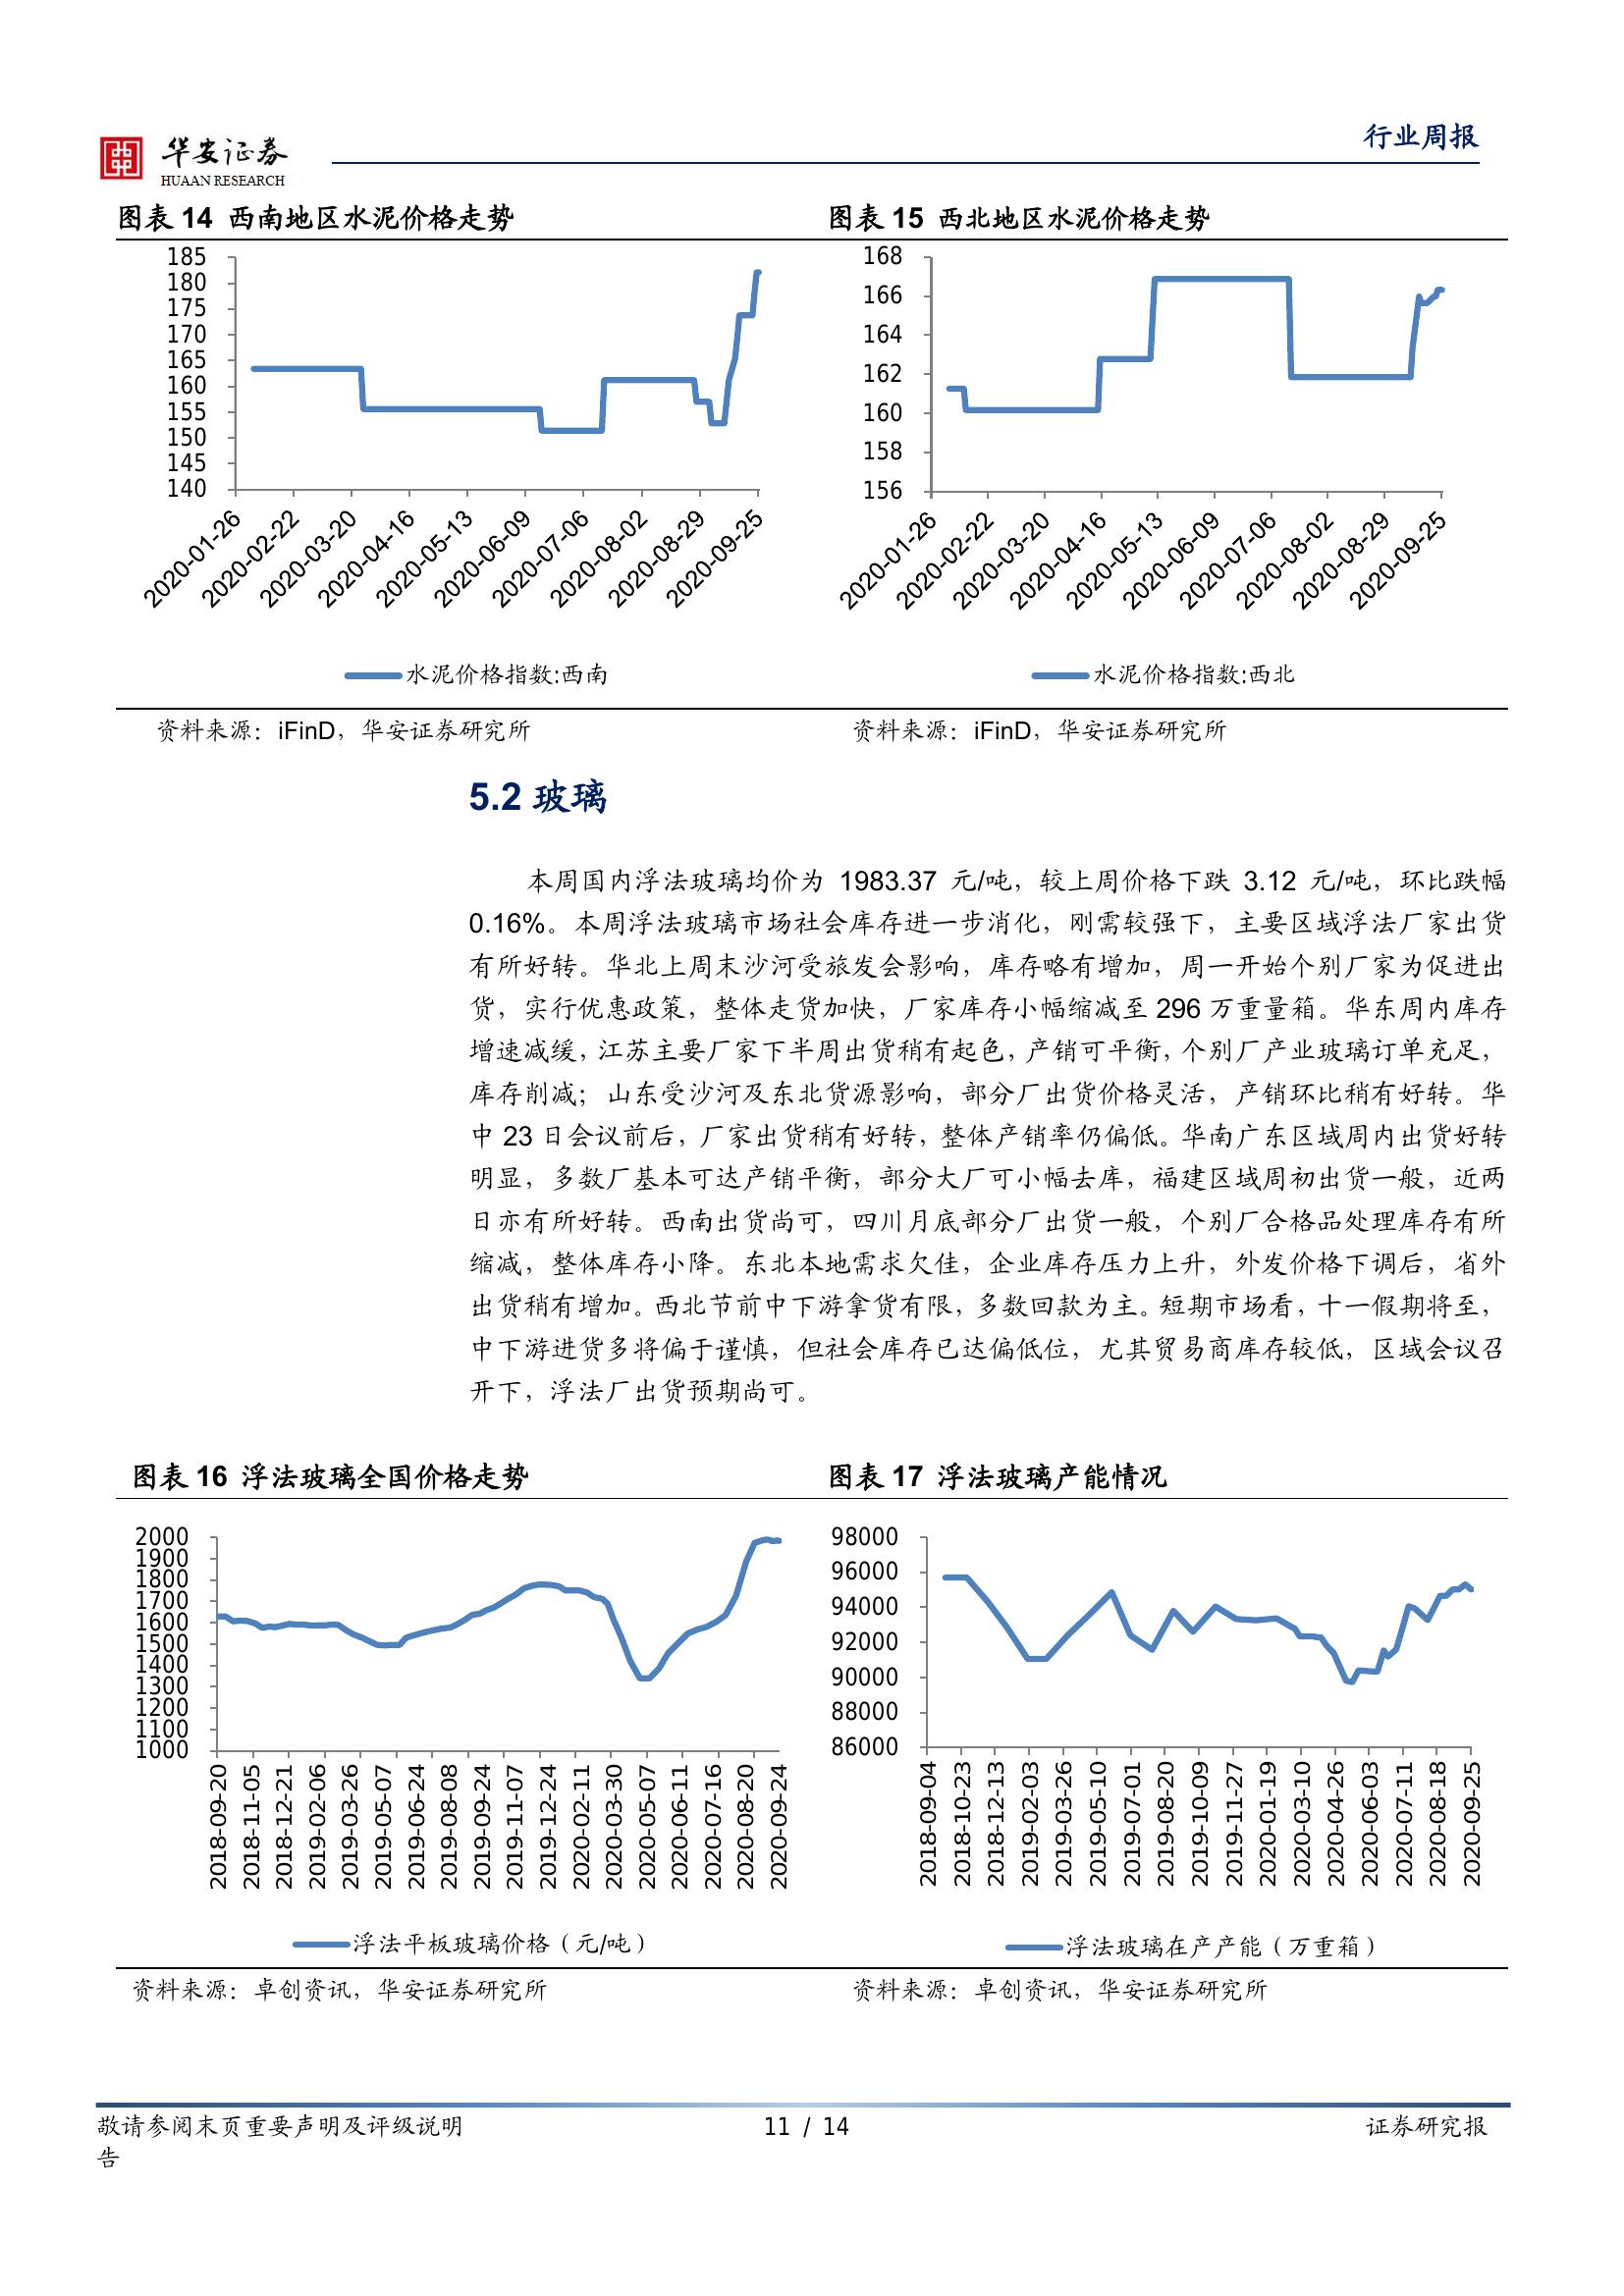 华安证券
HUAAN RESEARCH
行业周报
图表 14 西南地区水泥价格走势
185
180
175
170
165
160
155
150
145
140
2020-01-26
2020-02-22
2020-03-20
2020-04-16
2020-05-13
2020-06-09
2020-07-06
2020-08-02
2020-08-29
2020-09-25
水泥价格指数:西南
资料来源：iFinD，华安证券研究所
图表 15 西北地区水泥价格走势
168
166
164
162
160
158
156
2020-01-26
2020-02-22
2020-03-20
2020-04-16
2020-05-13
2020-06-09
2020-07-06
2020-08-02
2020-08-29
2020-09-25
水泥价格指数:西北
资料来源：iFinD，华安证券研究所
5.2 玻璃
本周国内浮法玻璃均价为 1983.37 元/吨，较上周价格下跌 3.12 元/吨，环比跌幅
0.16%。本周浮法玻璃市场社会库存进一步消化，刚需较强下，主要区域浮法厂家出货
有所好转。华北上周末沙河受旅发会影响，库存略有增加，周一开始个别厂家为促进出
货，实行优惠政策，整体走货加快，厂家库存小幅缩减至 296 万重量箱。华东周内库存
增速减缓，江苏主要厂家下半周出货稍有起色，产销可平衡，个别厂产业玻璃订单充足，
库存削减；山东受沙河及东北货源影响，部分厂出货价格灵活，产销环比稍有好转。华
中 23 日会议前后，厂家出货稍有好转，整体产销率仍偏低。华南广东区域周内出货好转
明显，多数厂基本可达产销平衡，部分大厂可小幅去库，福建区域周初出货一般，近两
日亦有所好转。西南出货尚可，四川月底部分厂出货一般，个别厂合格品处理库存有所
缩减，整体库存小降。东北本地需求欠佳，企业库存压力上升，外发价格下调后，省外
出货稍有增加。西北节前中下游拿货有限，多数回款为主。短期市场看，十一假期将至，
中下游进货多将偏于谨慎，但社会库存已达偏低位，尤其贸易商库存较低，区域会议召
开下，浮法厂出货预期尚可。
图表 16 浮法玻璃全国价格走势
2000
1900
1800
1700
1600
1500
1400
1300
1200
1100
1000
2018-09-20
2018-11-05
2018-12-21
2019-02-06
2019-03-26
2019-05-07
2019-06-24
2019-08-08
2019-09-24
2019-11-07
2019-12-24
2020-02-11
2020-03-30
2020-05-07
2020-06-11
2020-07-16
2020-08-20
2020-09-24
浮法平板玻璃价格（元/吨）
资料来源：卓创资讯，华安证券研究所
图表 17 浮法玻璃产能情况
98000
96000
94000
92000
90000
88000
86000
2018-09-04
2018-10-23
2018-12-13
2019-02-03
2019-03-26
2019-05-10
2019-07-01
2019-08-20
2019-10-09
2019-11-27
2020-01-19
2020-03-10
2020-04-26
2020-06-03
2020-07-11
2020-08-18
2020-09-25
浮法玻璃在产产能（万重箱）
资料来源：卓创资讯，华安证券研究所
敬请参阅末页重要声明及评级说明
11 / 14
证券研究报
告